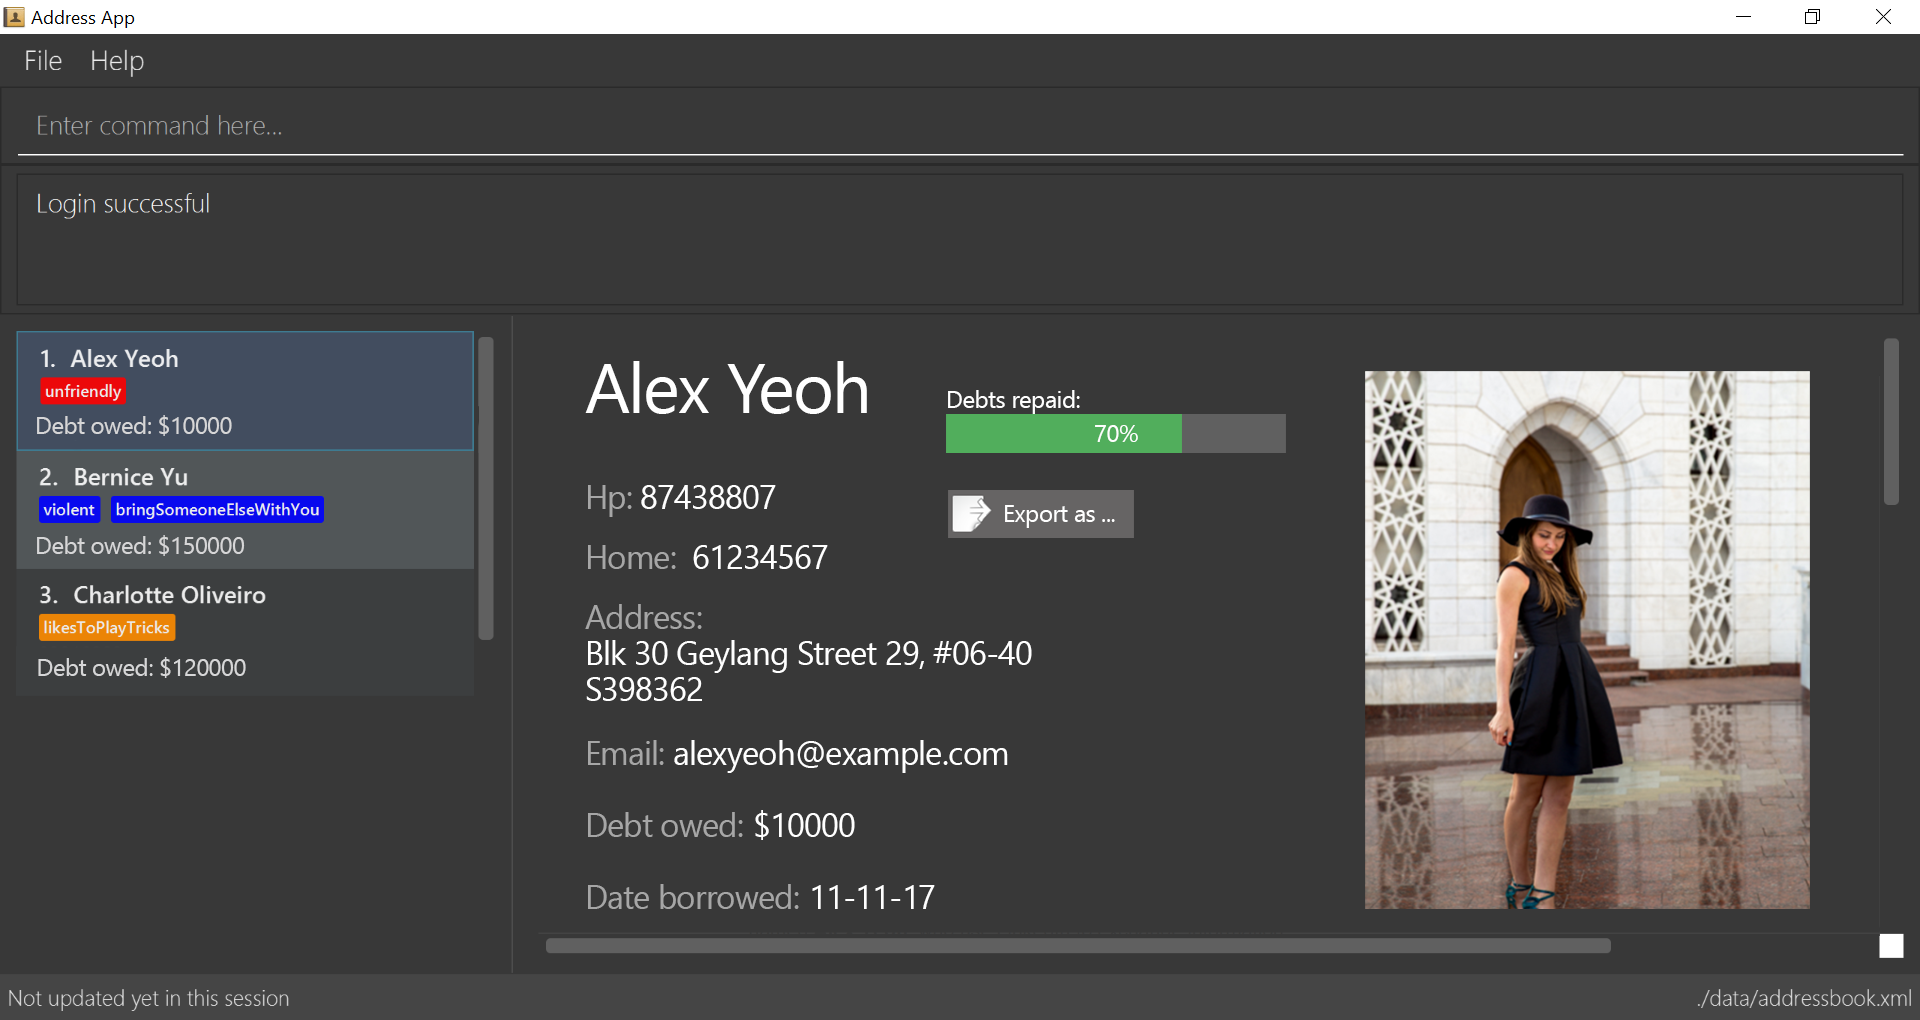 Address App
File Help
Enter command here...
Login successful
1. Alex Yeoh
unfriendly
Debt owed: $10000
2. Bernice Yu
violent bringSomeoneElseWithYou
Debt owed: $150000
3. Charlotte Oliveiro
likesToPlayTricks
Debt owed: $120000
Alex Yeoh
Debts repaid:
70%
Hp: 87438807
Export as ...
Home: 61234567
Address:
Blk 30 Geylang Street 29, #06-40
S398362
Email: alexyeoh@example.com
Debt owed: $10000
Date borrowed: 11-11-17
Not updated yet in this session
./data/addressbook.xml